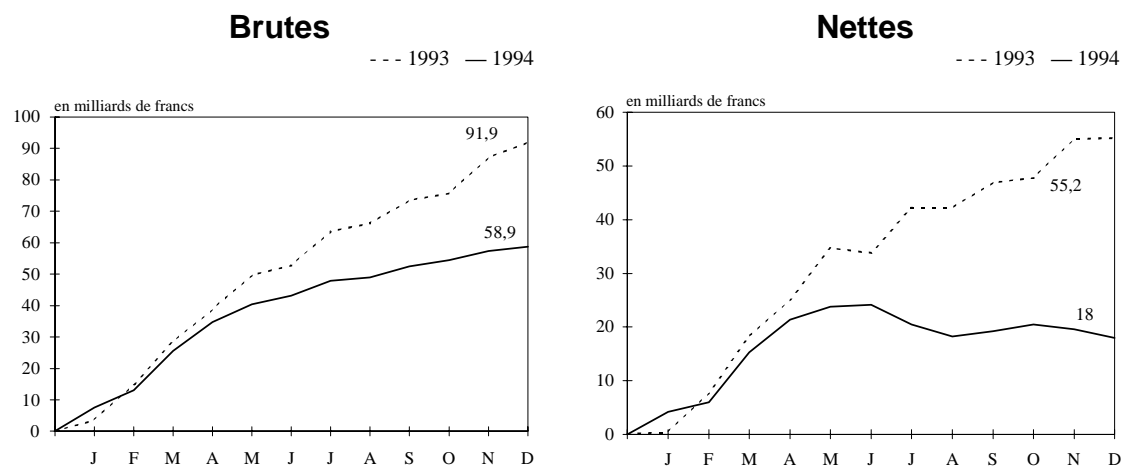 Brutes
--- 1993 — 1994
en milliards de francs
100
90
80
70
60
50
40
30
20
10
0
91,9
58,9
J F M A M J J A S O N D
Nettes
--- 1993 — 1994
en milliards de francs
60
50
40
30
20
10
0
55,2
18
J F M A M J J A S O N D